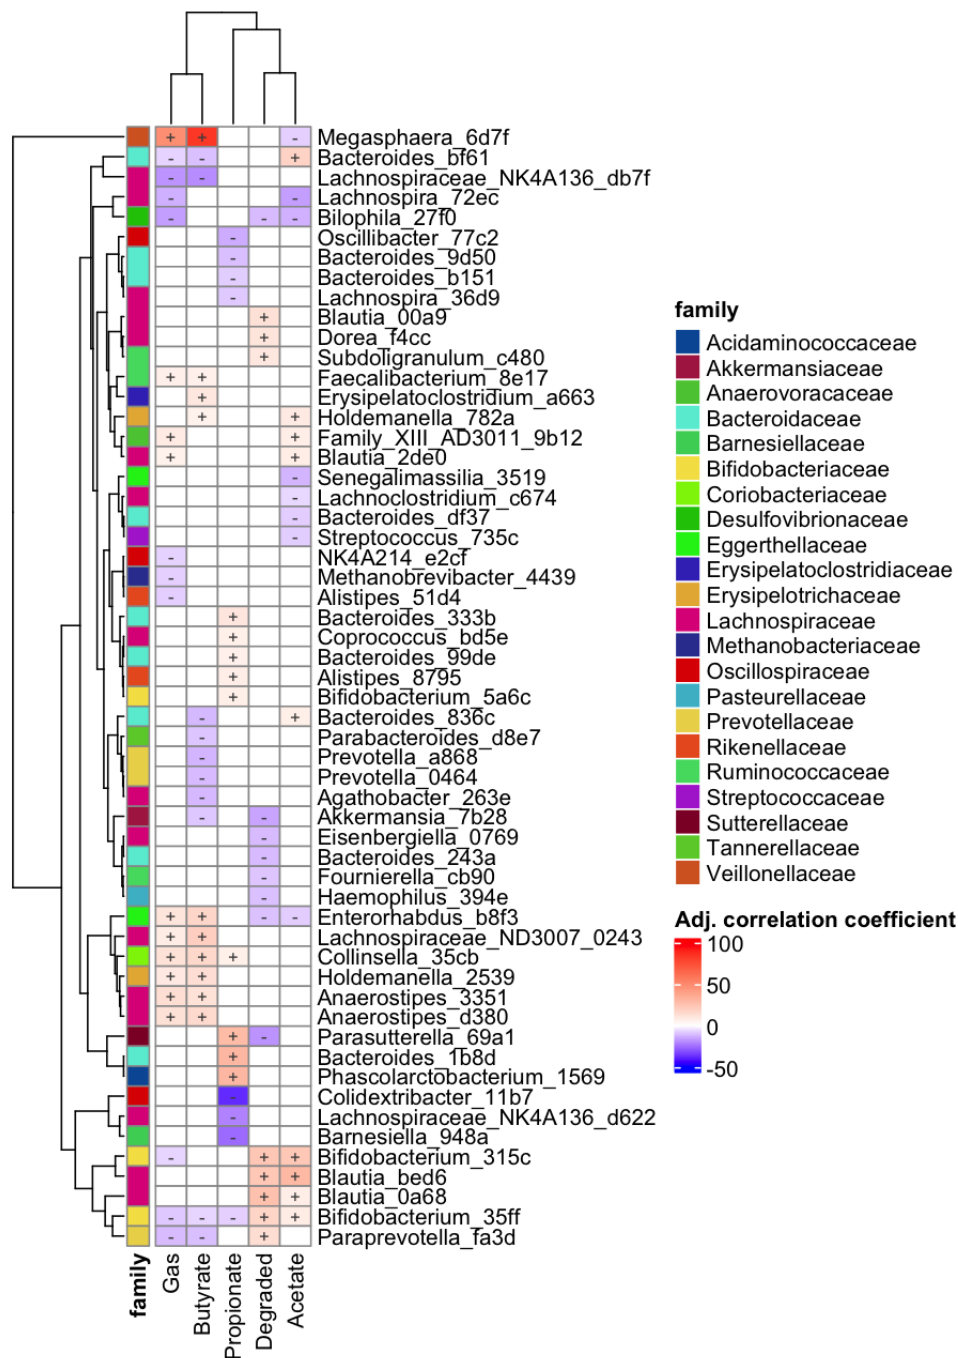 Megasphaera_6d7f
Bacteroides_bf61
Lachnospiraceae_NK4A136_db7f
Lachnospira_72ec
Bilophila_27f0
Oscillibacter_77c2
Bacteroides_9d50
Bacteroides_b151
Lachnospira_36d9
Blautia_00a9
Dorea_f4cc
Subdoligranulum_c480
Faecalibacterium_8e17
Erysipelatoclostridium_a663
Holdemanella_782a
Family_XIII_AD3011_9b12
Blautia_2de0
Senegalimassilia_3519
Lachnoclostridium_c674
Bacteroides_df37
Streptococcus_735c
NK4A214_e2cf
Methanobrevibacter_4439
Alistipes_51d4
Bacteroides_333b
Coprococcus_bd5e
Bacteroides_99de
Alistipes_8795
Bifidobacterium_5a6c
Bacteroides_836c
Parabacteroides_d8e7
Prevotella_a868
Prevotella_0464
Agathobacter_263e
Akkermansia_7b28
Eisenbergiella_0769
Bacteroides_243a
Fournierella_cb90
Haemophilus_394e
Enterorhabdus_b8f3
Lachnospiraceae_ND3007_0243
Collinsella_35cb
Holdemanella_2539
Anaerostipes_3351
Anaerostipes_d380
Parasutterella_69a1
Bacteroides_1b8d
Phascolarctobacterium_1569
Colidextribacter_11b7
Lachnospiraceae_NK4A136_d622
Barnesiella_948a
Bifidobacterium_315c
Blautia_bed6
Blautia_0a68
Bifidobacterium_35ff
Paraprevotella_fa3d
family
Gas
Butyrate
Propionate
Degraded
Acetate
family
Acidaminococcaceae
Akkermansiaceae
Anaerovoracaceae
Bacteroidaceae
Barnesiellaceae
Bifidobacteriaceae
Coriobacteriaceae
Desulfovibrionaceae
Eggerthellaceae
Erysipelatoclostridiaceae
Erysipelotrichaceae
Lachnospiraceae
Methanobacteriaceae
Oscillospiraceae
Pasteurellaceae
Prevotellaceae
Rikenellaceae
Ruminococcaceae
Streptococcaceae
Sutterellaceae
Tannerellaceae
Veillonellaceae
Adj. correlation coefficient
100
50
0
-50